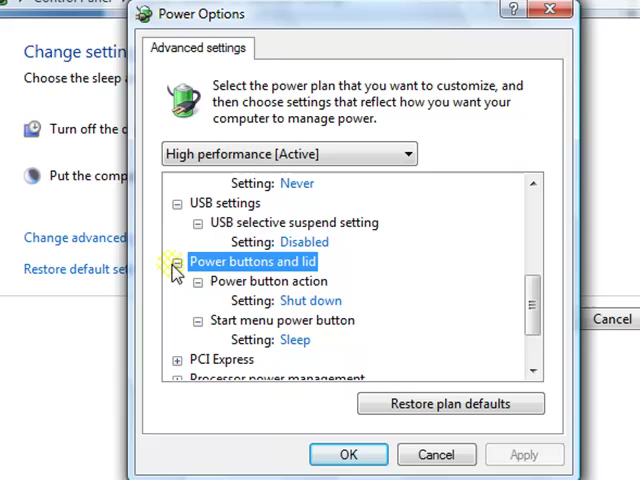 Power Options
Change settin
Choose the sleep a
Turn off the d
Put the comp
Change advanced
Restore default set
Cancel
Advanced settings
Select the power plan that you want to customize, and
then choose settings that reflect how you want your
computer to manage power.
High performance [Active]
Setting: Never
USB settings
USB selective suspend setting
Setting: Disabled
Power buttons and lid
Power button action
Setting: Shut down
Start menu power button
Setting: Sleep
PCI Express
Processor power management
Restore plan defaults
OK
Cancel
Apply